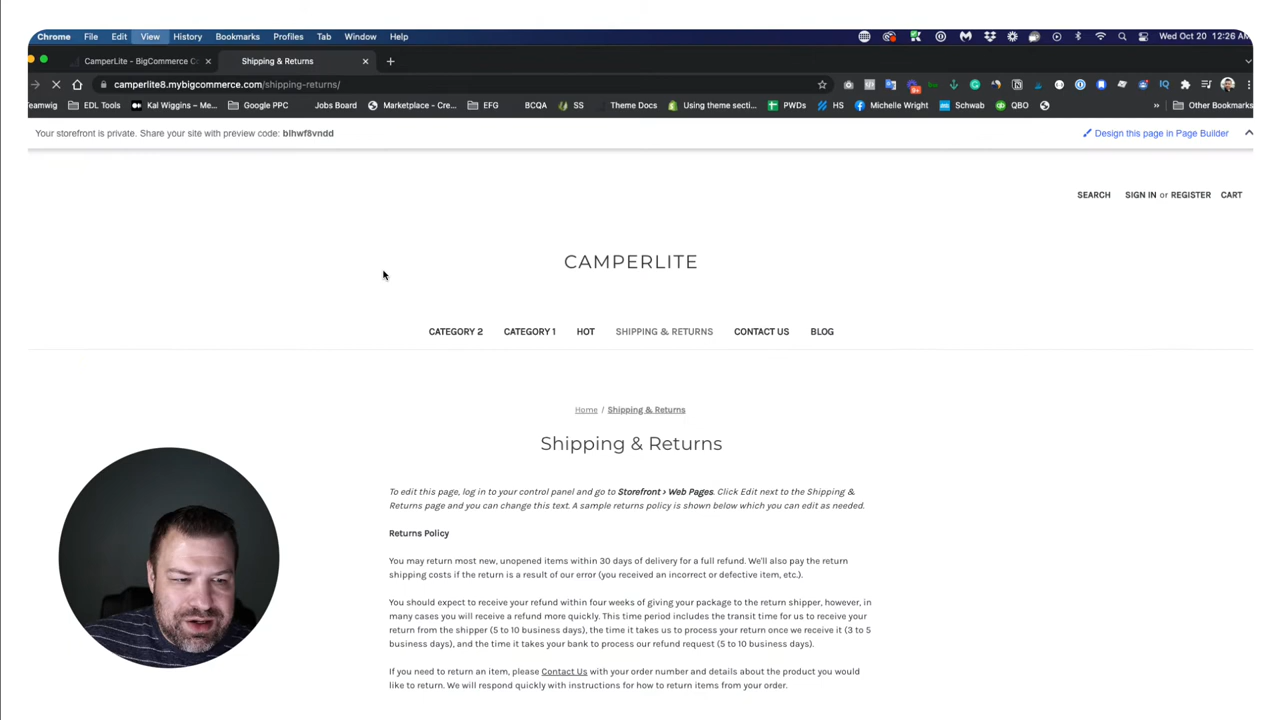 Chrome File Edit View History Bookmarks Profiles Tab Window Help Wed Oct 20 12:26 AM
CamperLite - BigCommerce C Shipping & Returns
camperlite8.mybigcommerce.com/shipping-returns/
Teamwig EDL Tools Kal Wiggins – Me... Google PPC Jobs Board Marketplace - Cre... EFG BCQA SS Theme Docs Using theme secti... PWDs HS Michelle Wright Schwab QBO » Other Bookmarks
Your storefront is private. Share your site with preview code: blhwf8vndd Design this page in Page Builder
SEARCH SIGN IN or REGISTER CART
CAMPERLITE
CATEGORY 2 CATEGORY 1 HOT SHIPPING & RETURNS CONTACT US BLOG
Home / Shipping & Returns
Shipping & Returns
To edit this page, log in to your control panel and go to Storefront › Web Pages. Click Edit next to the Shipping &
Returns page and you can change this text. A sample returns policy is shown below which you can edit as needed.
Returns Policy
You may return most new, unopened items within 30 days of delivery for a full refund. We'll also pay the return
shipping costs if the return is a result of our error (you received an incorrect or defective item, etc.).
You should expect to receive your refund within four weeks of giving your package to the return shipper, however, in
many cases you will receive a refund more quickly. This time period includes the transit time for us to receive your
return from the shipper (5 to 10 business days), the time it takes us to process your return once we receive it (3 to 5
business days), and the time it takes your bank to process our refund request (5 to 10 business days).
If you need to return an item, please Contact Us with your order number and details about the product you would
like to return. We will respond quickly with instructions for how to return items from your order.